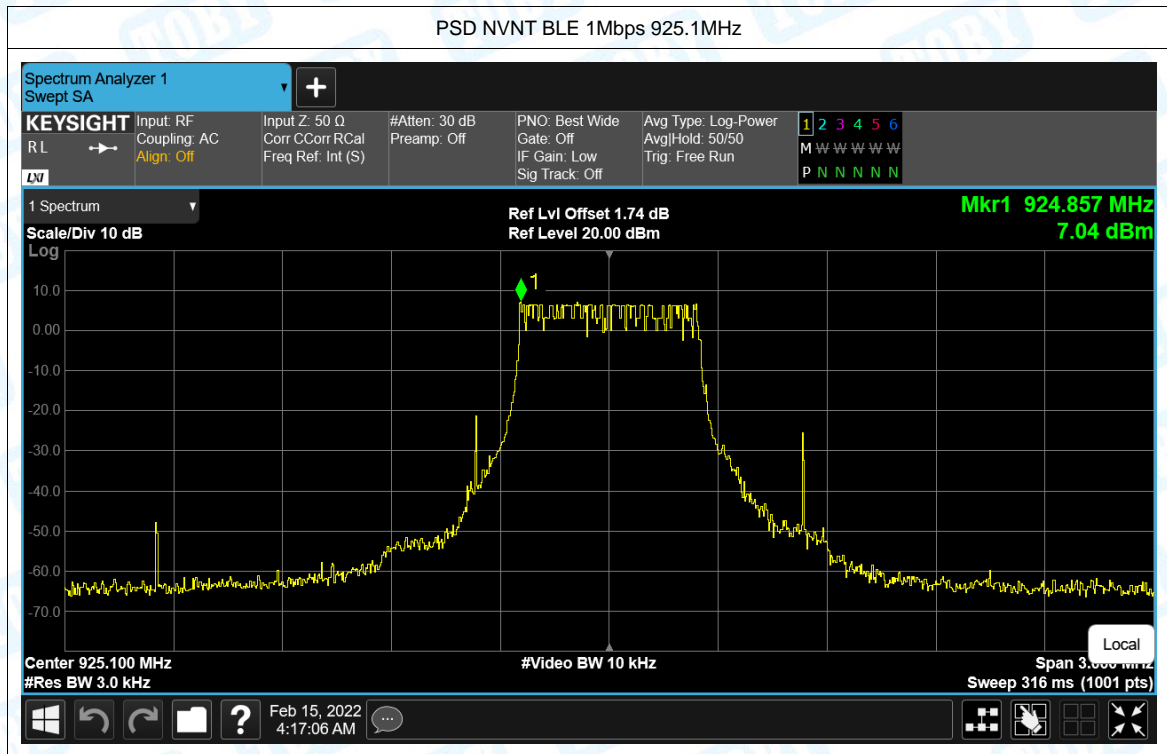 PSD NVNT BLE 1Mbps 925.1MHz
Spectrum Analyzer 1
Swept SA
KEYSIGHT
R L
LXI
Input: RF
Coupling: AC
Align: Off
Input Z: 50 Ω
Corr CCorr RCal
Freq Ref: Int (S)
#Atten: 30 dB
Preamp: Off
PNO: Best Wide
Gate: Off
IF Gain: Low
Sig Track: Off
Avg Type: Log-Power
Avg|Hold: 50/50
Trig: Free Run
1 2 3 4 5 6
M W W W W W
P N N N N N
1 Spectrum
Scale/Div 10 dB
Ref Lvl Offset 1.74 dB
Ref Level 20.00 dBm
Mkr1 924.857 MHz
7.04 dBm
Log
1
10.0
0.00
-10.0
-20.0
-30.0
-40.0
-50.0
-60.0
-70.0
Local
Center 925.100 MHz
#Video BW 10 kHz
Span 3.000 MHz
#Res BW 3.0 kHz
Sweep 316 ms (1001 pts)
Feb 15, 2022
4:17:06 AM
TOBY